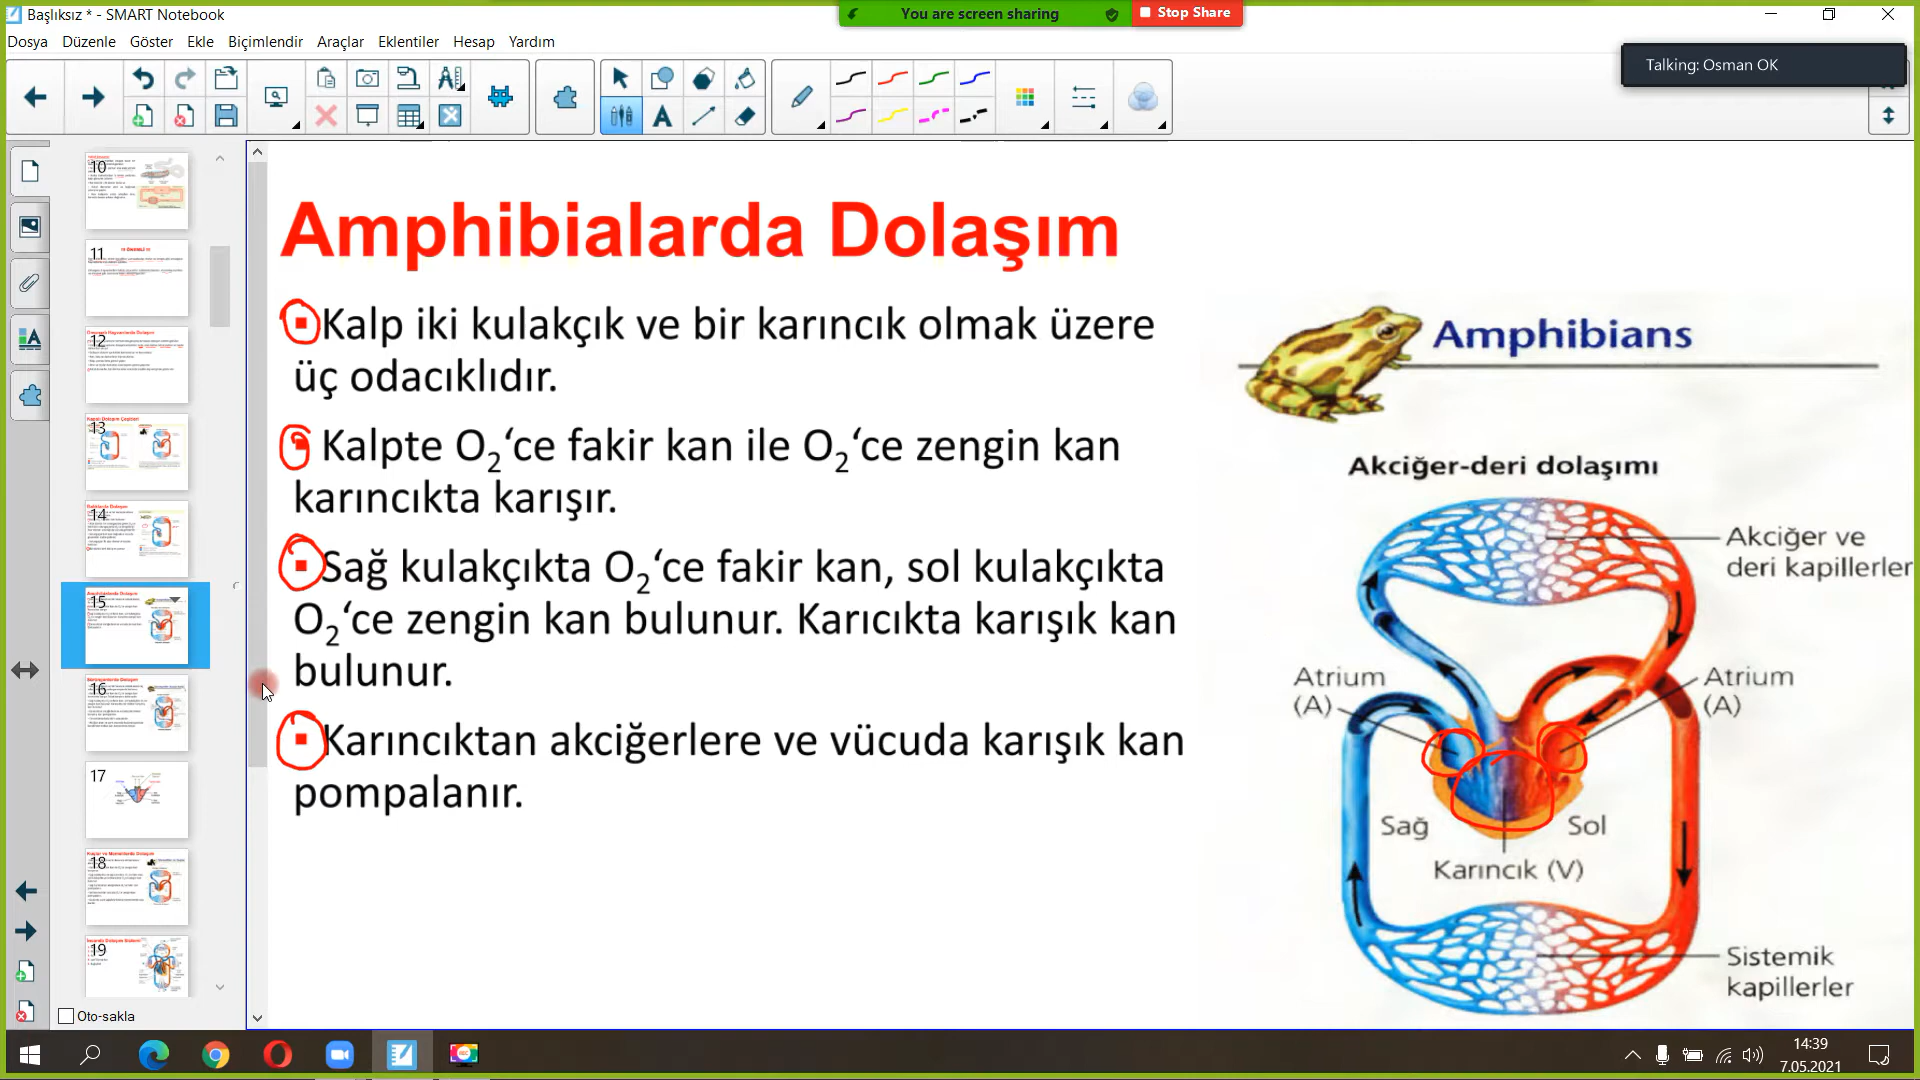 Başlıksız * - SMART Notebook
You are screen sharing
Stop Share
Dosya Düzenle Göster Ekle Biçimlendir Araçlar Eklentiler Hesap Yardım
Talking: Osman OK
10
11
12
13
14
15
16
17
18
19
Oto-sakla
Amphibialarda Dolaşım
▪Kalp iki kulakçık ve bir karıncık olmak üzere
üç odacıklıdır.
▪ Kalpte O₂‘ce fakir kan ile O₂‘ce zengin kan
karıncıkta karışır.
▪Sağ kulakçıkta O₂‘ce fakir kan, sol kulakçıkta
O₂‘ce zengin kan bulunur. Karıcıkta karışık kan
bulunur.
▪Karıncıktan akciğerlere ve vücuda karışık kan
pompalanır.
Amphibians
Akciğer-deri dolaşımı
Akciğer ve
deri kapillerler
Atrium
(A)
Atrium
(A)
Sağ
Sol
Karıncık (V)
Sistemik
kapillerler
14:39
7.05.2021